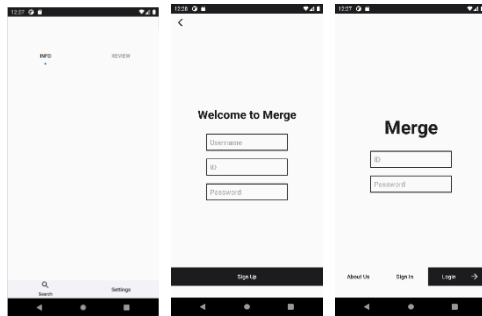 12:27
INFO REVIEW
Search Settings
12:28
Welcome to Merge
Username
ID
Password
Sign Up
12:27
Merge
ID
Password
About Us Sign In Login